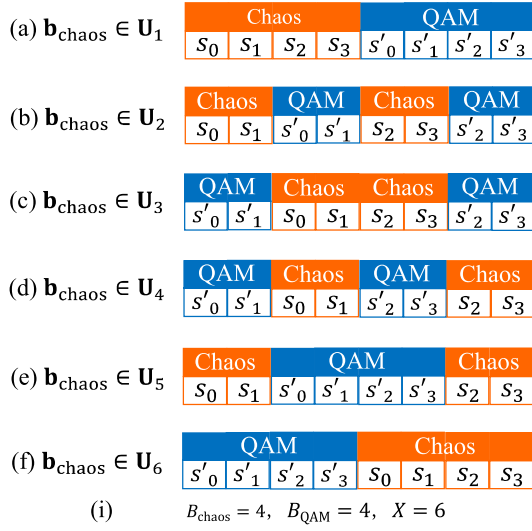 Chaos QAM
(a) b_chaos ∈ U_1 s_0 s_1 s_2 s_3 s'_0 s'_1 s'_2 s'_3
Chaos QAM Chaos QAM
(b) b_chaos ∈ U_2 s_0 s_1 s'_0 s'_1 s_2 s_3 s'_2 s'_3
QAM Chaos Chaos QAM
(c) b_chaos ∈ U_3 s'_0 s'_1 s_0 s_1 s_2 s_3 s'_2 s'_3
QAM Chaos QAM Chaos
(d) b_chaos ∈ U_4 s'_0 s'_1 s_0 s_1 s'_2 s'_3 s_2 s_3
Chaos QAM Chaos
(e) b_chaos ∈ U_5 s_0 s_1 s'_0 s'_1 s'_2 s'_3 s_2 s_3
QAM Chaos
(f) b_chaos ∈ U_6 s'_0 s'_1 s'_2 s'_3 s_0 s_1 s_2 s_3
(i) B_chaos = 4, B_QAM = 4, X = 6